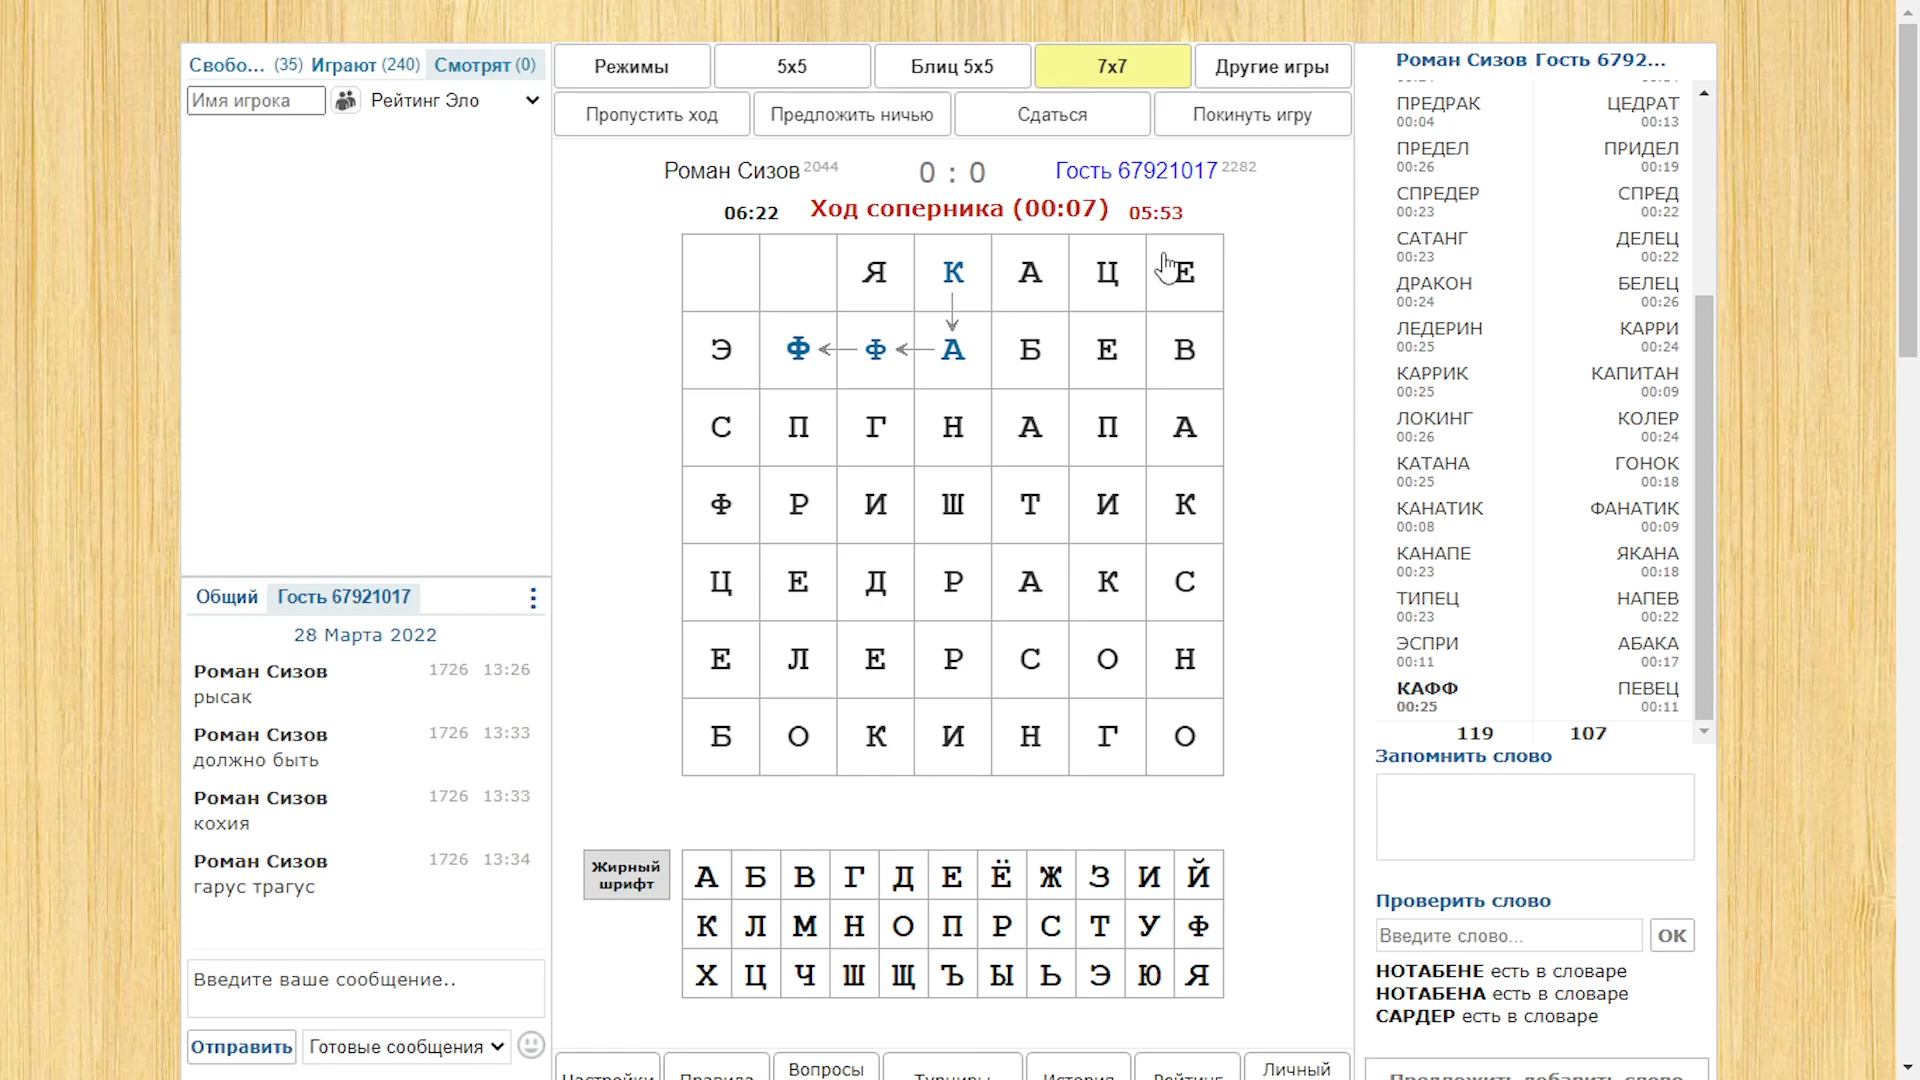 Свобо... (35) Играют (240) Смотрят (0)
Имя игрока Рейтинг Эло
Режимы 5x5 Блиц 5x5 7x7 Другие игры
Пропустить ход Предложить ничью Сдаться Покинуть игру
Роман Сизов 2044 0 : 0 Гость 67921017 2282
06:22 Ход соперника (00:07) 05:53
Я К А Ц Е
Э Ф Ф А Б Е В
С П Г Н А П А
Ф Р И Ш Т И К
Ц Е Д Р А К С
Е Л Е Р С О Н
Б О К И Н Г О
Жирный шрифт
А Б В Г Д Е Ё Ж З И Й
К Л М Н О П Р С Т У Ф
Х Ц Ч Ш Щ Ъ Ы Ь Э Ю Я
Общий Гость 67921017
28 Марта 2022
Роман Сизов 1726 13:26
рысак
Роман Сизов 1726 13:33
должно быть
Роман Сизов 1726 13:33
кохия
Роман Сизов 1726 13:34
гарус трагус
Введите ваше сообщение..
Отправить Готовые сообщения
Роман Сизов Гость 6792...
ПРЕДРАК ЦЕДРАТ
00:04 00:13
ПРЕДЕЛ ПРИДЕЛ
00:26 00:19
СПРЕДЕР СПРЕД
00:23 00:22
САТАНГ ДЕЛЕЦ
00:23 00:22
ДРАКОН БЕЛЕЦ
00:24 00:26
ЛЕДЕРИН КАРРИ
00:25 00:24
КАРРИК КАПИТАН
00:25 00:09
ЛОКИНГ КОЛЕР
00:26 00:24
КАТАНА ГОНОК
00:25 00:18
КАНАТИК ФАНАТИК
00:08 00:09
КАНАПЕ ЯКАНА
00:23 00:18
ТИПЕЦ НАПЕВ
00:23 00:22
ЭСПРИ АБАКА
00:11 00:17
КАФФ ПЕВЕЦ
00:25 00:11
119 107
Запомнить слово
Проверить слово
Введите слово... OK
НОТАБЕНЕ есть в словаре
НОТАБЕНА есть в словаре
САРДЕР есть в словаре
Предложить добавить слово
Настройки Правила Вопросы Турниры История Рейтинг Личный